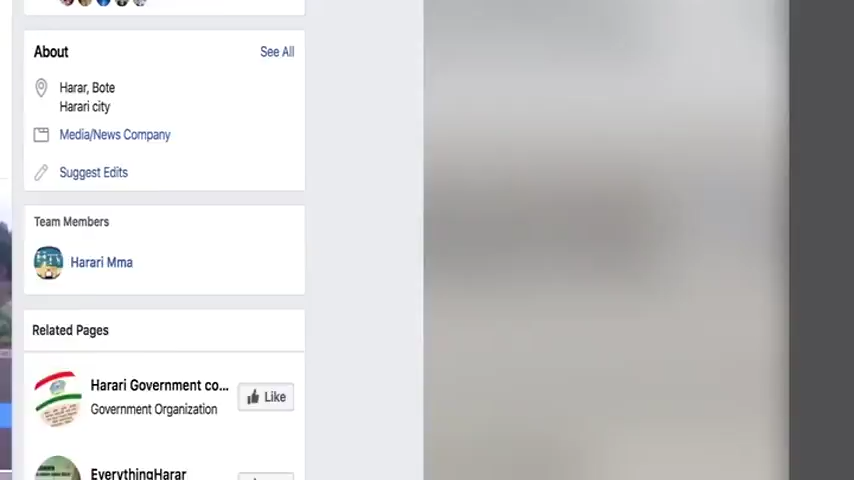 About
See All
Harar, Bote
Harari city
Media/News Company
Suggest Edits
Team Members
Harari Mma
Related Pages
Harari Government co...
Like
Government Organization
EverythingHarar